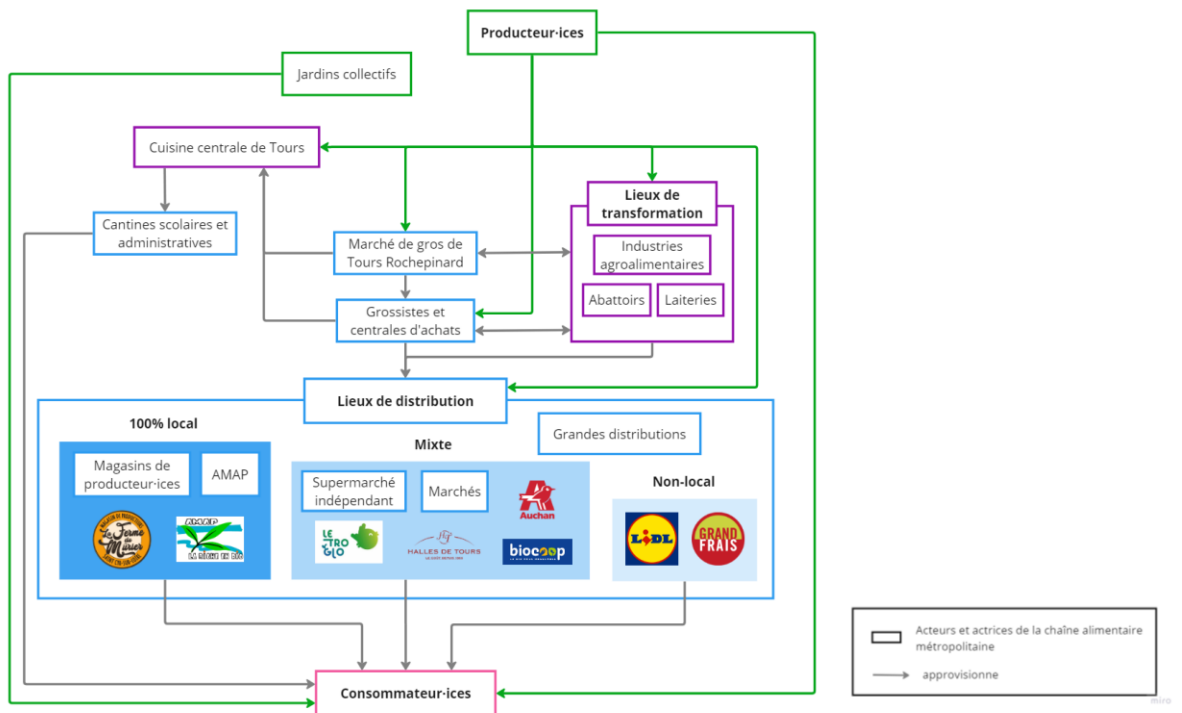 Producteur·ices
Jardins collectifs
Cuisine centrale de Tours
Lieux de
transformation
Cantines scolaires et
administratives
Marché de gros de
Tours Rochepinard
Industries
agroalimentaires
Abattoirs
Laiteries
Grossistes et
centrales d'achats
Lieux de distribution
100% local
Mixte
Grandes distributions
Magasins de
producteur·ices
AMAP
Supermarché
indépendant
Marchés
Auchan
Non-local
La Ferme
du
Mûrier
LE
TRO
GLO
HALLES DE TOURS
biocoop
LIDL
GRAND
FRAIS
Consommateur·ices
Acteurs et actrices de la chaîne alimentaire
métropolitaine
approvisionne
miro